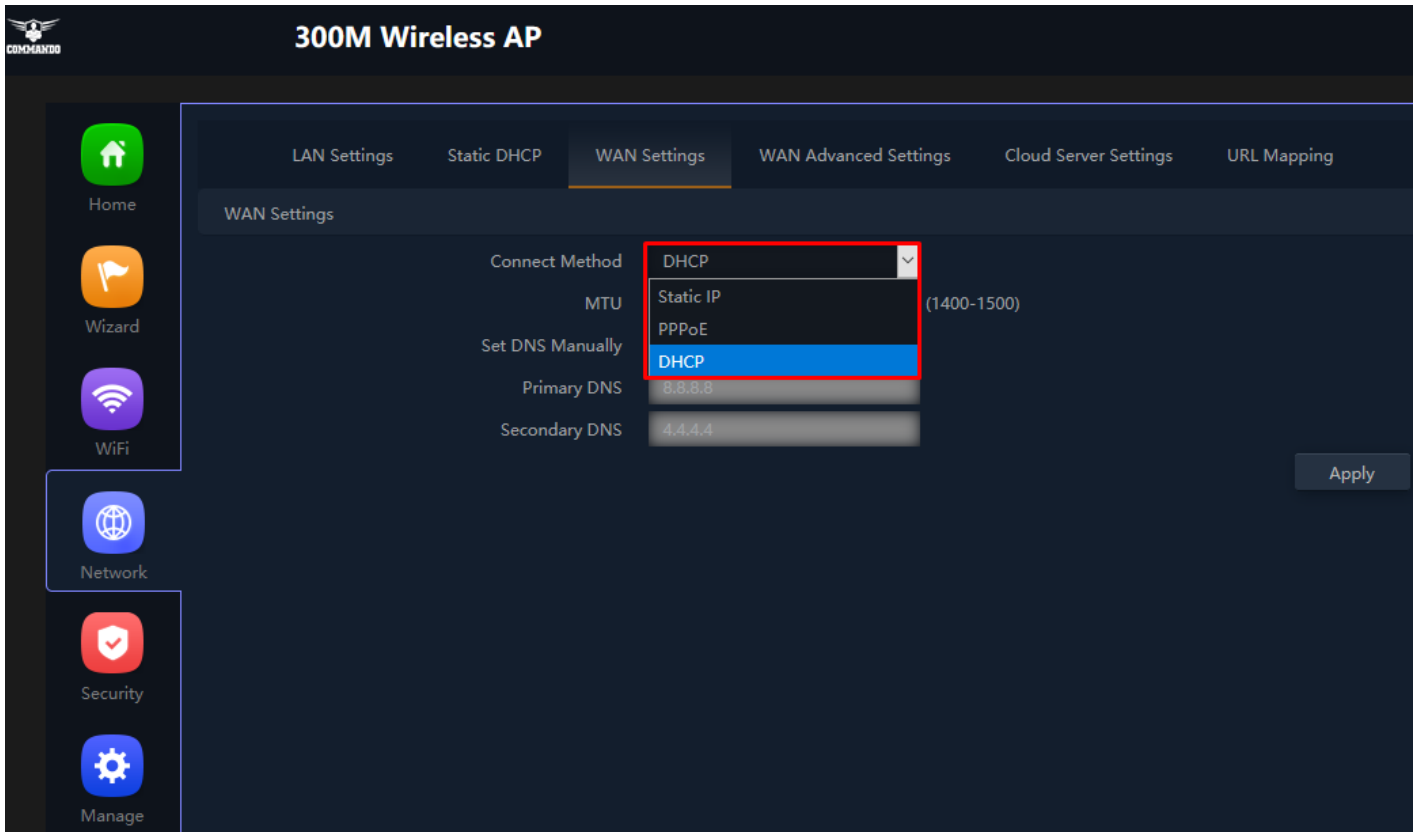 COMMANDO
300M Wireless AP
LAN Settings Static DHCP WAN Settings WAN Advanced Settings Cloud Server Settings URL Mapping
Home
WAN Settings
Connect Method DHCP
Wizard
MTU Static IP (1400-1500)
PPPoE
Set DNS Manually
DHCP
Primary DNS 8.8.8.8
Secondary DNS 4.4.4.4
WiFi
Apply
Network
Security
Manage